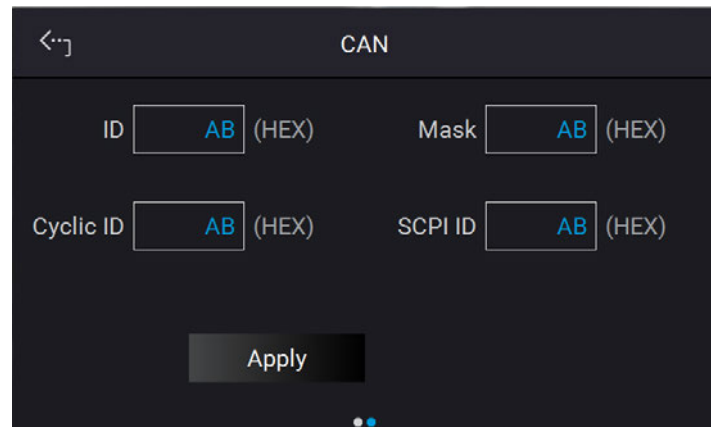 CAN
ID AB (HEX) Mask AB (HEX)
Cyclic ID AB (HEX) SCPI ID AB (HEX)
Apply